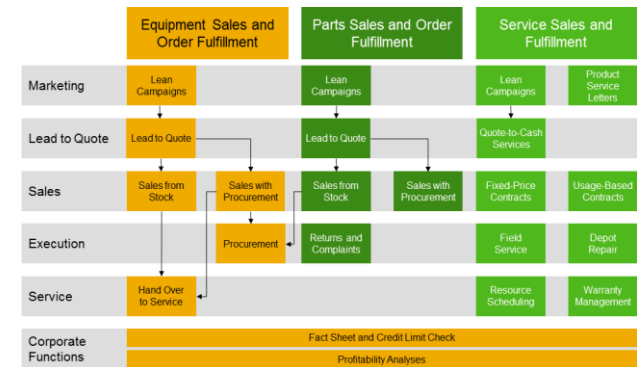 Equipment Sales and
Order Fulfillment
Parts Sales and Order
Fulfillment
Service Sales and
Fulfillment
Marketing
Lean
Campaigns
Lean
Campaigns
Lean
Campaigns
Product
Service
Letters
Lead to Quote
Lead to Quote
Lead to Quote
Quote-to-Cash
Services
Sales
Sales from
Stock
Sales with
Procurement
Sales from
Stock
Sales with
Procurement
Fixed-Price
Contracts
Usage-Based
Contracts
Execution
Procurement
Returns and
Complaints
Field
Service
Depot
Repair
Service
Hand Over
to Service
Resource
Scheduling
Warranty
Management
Corporate
Functions
Fact Sheet and Credit Limit Check
Profitability Analyses